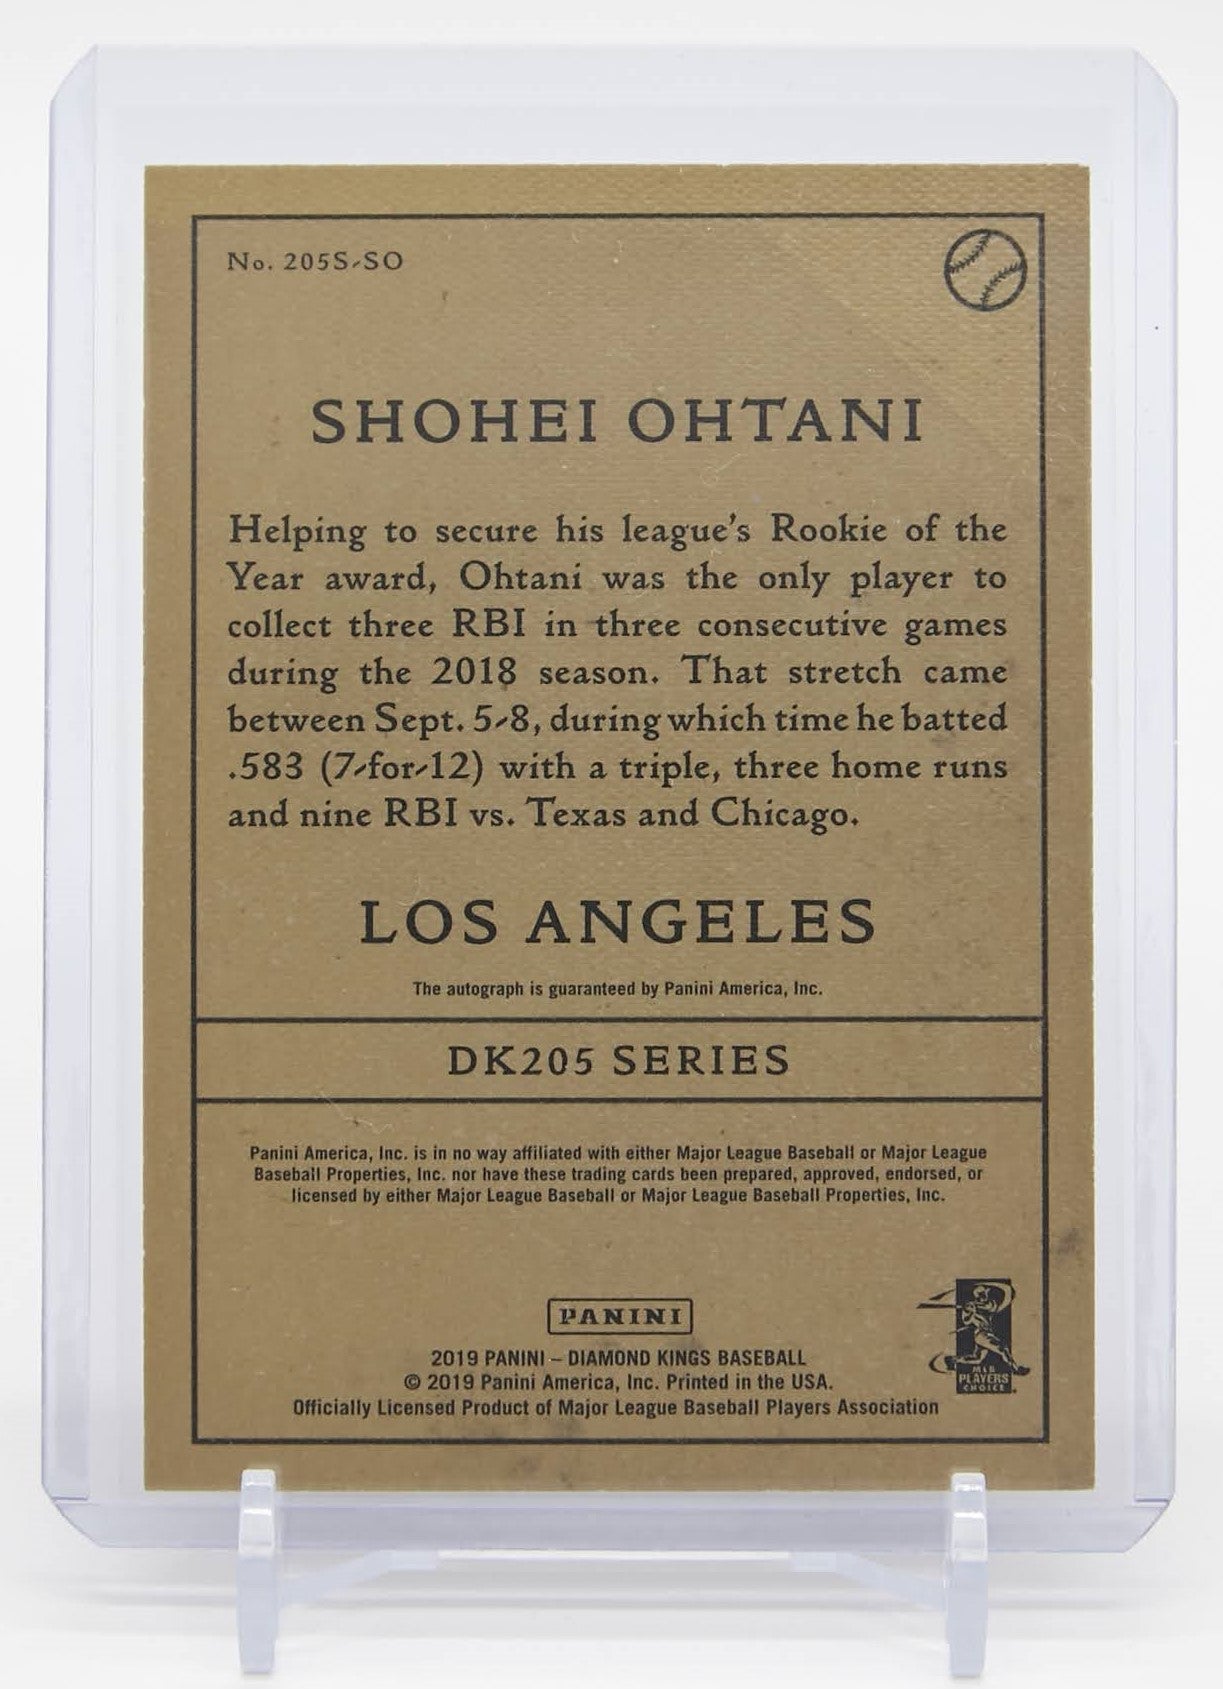 No. 205S-SO
SHOHEI OHTANI
Helping to secure his league's Rookie of the
Year award, Ohtani was the only player to
collect three RBI in three consecutive games
during the 2018 season. That stretch came
between Sept. 5-8, during which time he batted
.583 (7-for-12) with a triple, three home runs
and nine RBI vs. Texas and Chicago.
LOS ANGELES
The autograph is guaranteed by Panini America, Inc.
DK205 SERIES
Panini America, Inc. is in no way affiliated with either Major League Baseball or Major League
Baseball Properties, Inc. nor have these trading cards been prepared, approved, endorsed, or
licensed by either Major League Baseball or Major League Baseball Properties, Inc.
PANINI
2019 PANINI – DIAMOND KINGS BASEBALL
© 2019 Panini America, Inc. Printed in the USA.
Officially Licensed Product of Major League Baseball Players Association
MLB
PLAYERS
CHOICE